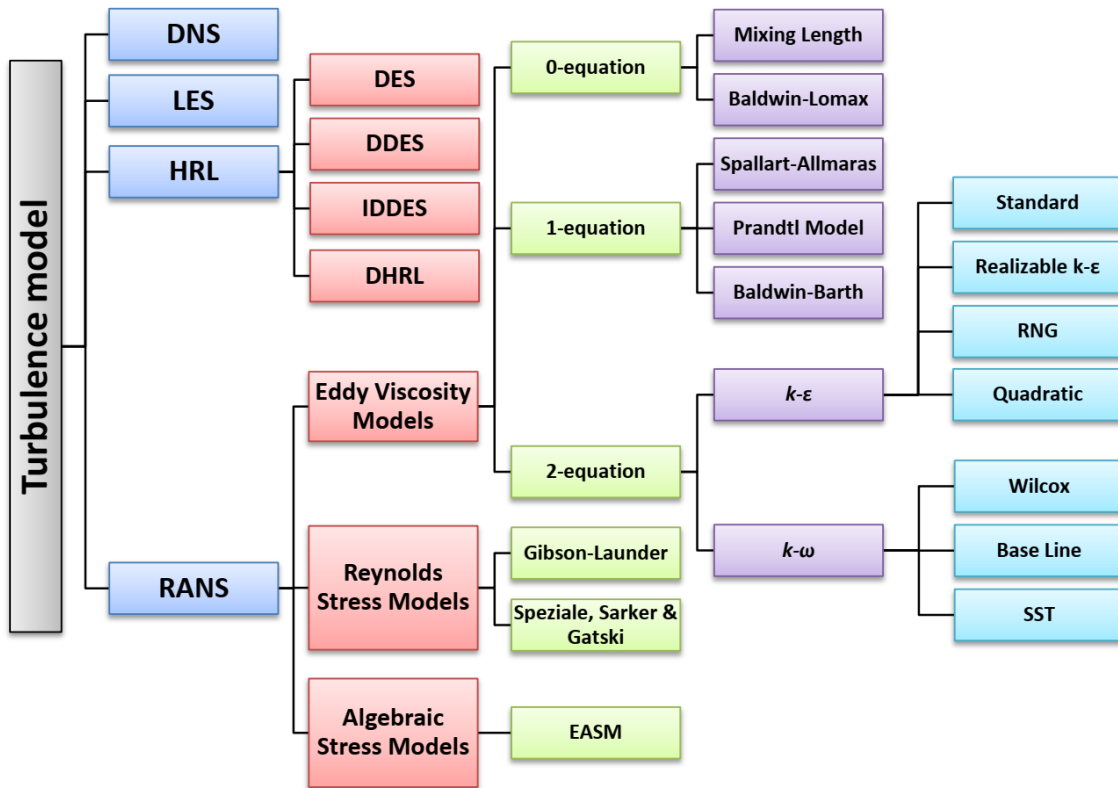 Turbulence model
DNS
LES
HRL
RANS
DES
DDES
IDDES
DHRL
Eddy Viscosity
Models
Reynolds
Stress Models
Algebraic
Stress Models
0-equation
1-equation
2-equation
Gibson-Launder
Speziale, Sarker &
Gatski
EASM
Mixing Length
Baldwin-Lomax
Spallart-Allmaras
Prandtl Model
Baldwin-Barth
k-ε
k-ω
Standard
Realizable k-ε
RNG
Quadratic
Wilcox
Base Line
SST